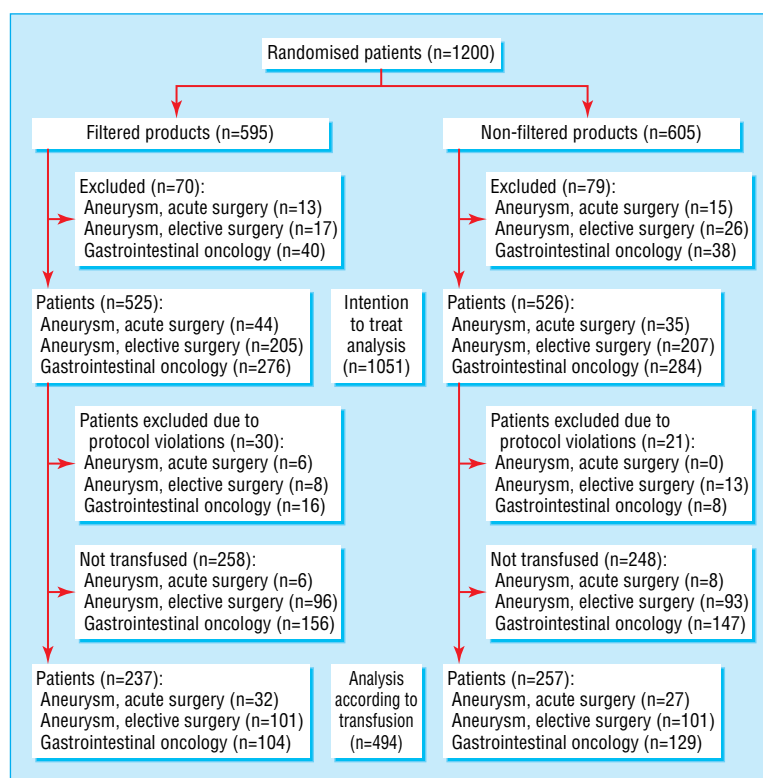 Randomised patients (n=1200)
Filtered products (n=595)
Non-filtered products (n=605)
Excluded (n=70):
Aneurysm, acute surgery (n=13)
Aneurysm, elective surgery (n=17)
Gastrointestinal oncology (n=40)
Excluded (n=79):
Aneurysm, acute surgery (n=15)
Aneurysm, elective surgery (n=26)
Gastrointestinal oncology (n=38)
Patients (n=525):
Aneurysm, acute surgery (n=44)
Aneurysm, elective surgery (n=205)
Gastrointestinal oncology (n=276)
Intention
to treat
analysis
(n=1051)
Patients (n=526):
Aneurysm, acute surgery (n=35)
Aneurysm, elective surgery (n=207)
Gastrointestinal oncology (n=284)
Patients excluded due to
protocol violations (n=30):
Aneurysm, acute surgery (n=6)
Aneurysm, elective surgery (n=8)
Gastrointestinal oncology (n=16)
Patients excluded due to
protocol violations (n=21):
Aneurysm, acute surgery (n=0)
Aneurysm, elective surgery (n=13)
Gastrointestinal oncology (n=8)
Not transfused (n=258):
Aneurysm, acute surgery (n=6)
Aneurysm, elective surgery (n=96)
Gastrointestinal oncology (n=156)
Not transfused (n=248):
Aneurysm, acute surgery (n=8)
Aneurysm, elective surgery (n=93)
Gastrointestinal oncology (n=147)
Patients (n=237):
Aneurysm, acute surgery (n=32)
Aneurysm, elective surgery (n=101)
Gastrointestinal oncology (n=104)
Analysis
according to
transfusion
(n=494)
Patients (n=257):
Aneurysm, acute surgery (n=27)
Aneurysm, elective surgery (n=101)
Gastrointestinal oncology (n=129)